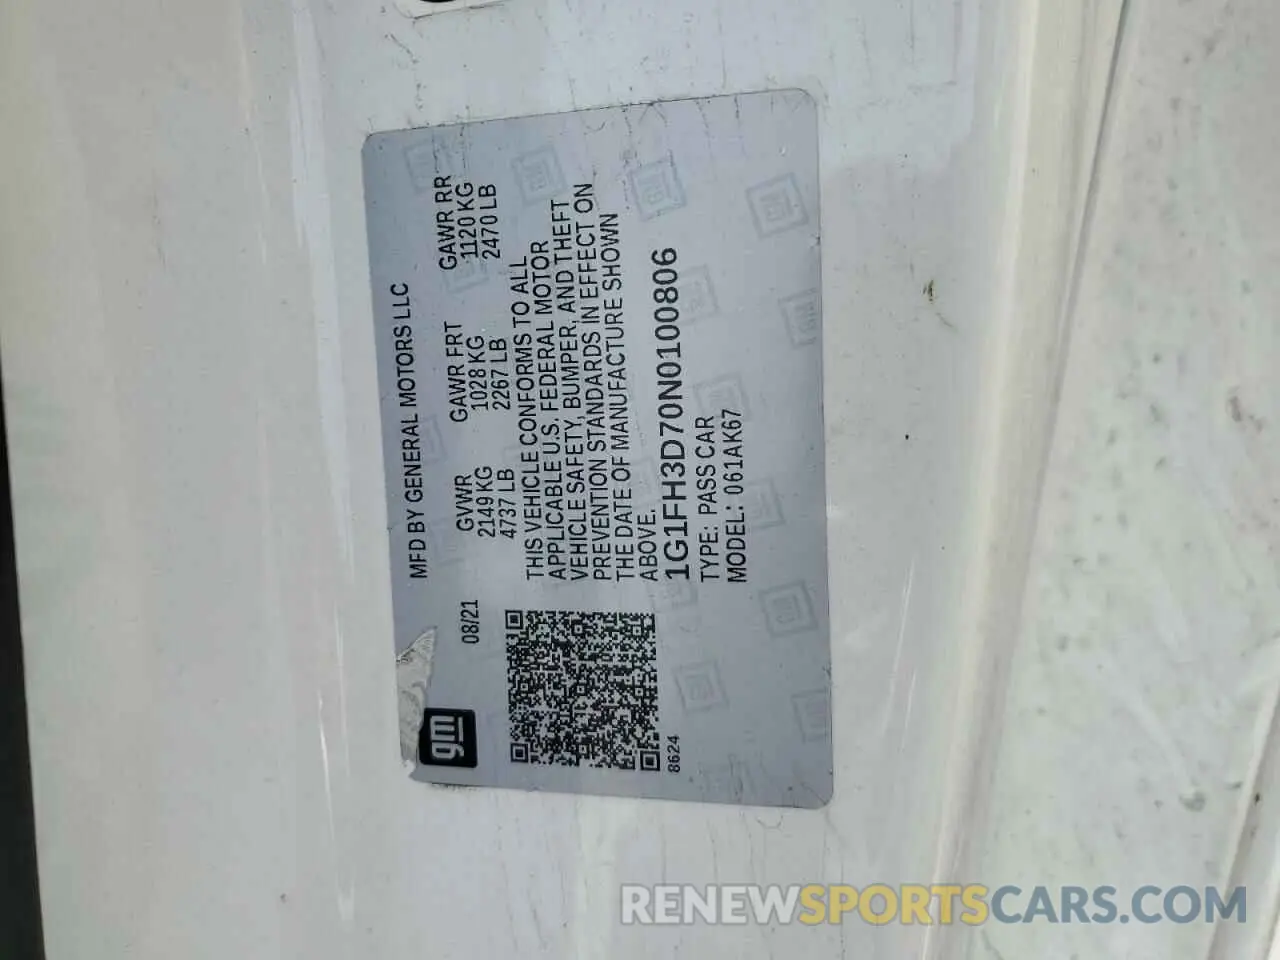 gm
MFD BY GENERAL MOTORS LLC
08/21
GVWR GAWR FRT GAWR RR
2149 KG 1028 KG 1120 KG
4737 LB 2267 LB 2470 LB
THIS VEHICLE CONFORMS TO ALL
APPLICABLE U.S. FEDERAL MOTOR
VEHICLE SAFETY, BUMPER, AND THEFT
PREVENTION STANDARDS IN EFFECT ON
THE DATE OF MANUFACTURE SHOWN
ABOVE.
1G1FH3D70N0100806
8624
TYPE: PASS CAR
MODEL: 061AK67
RENEWSPORTSCARS.COM